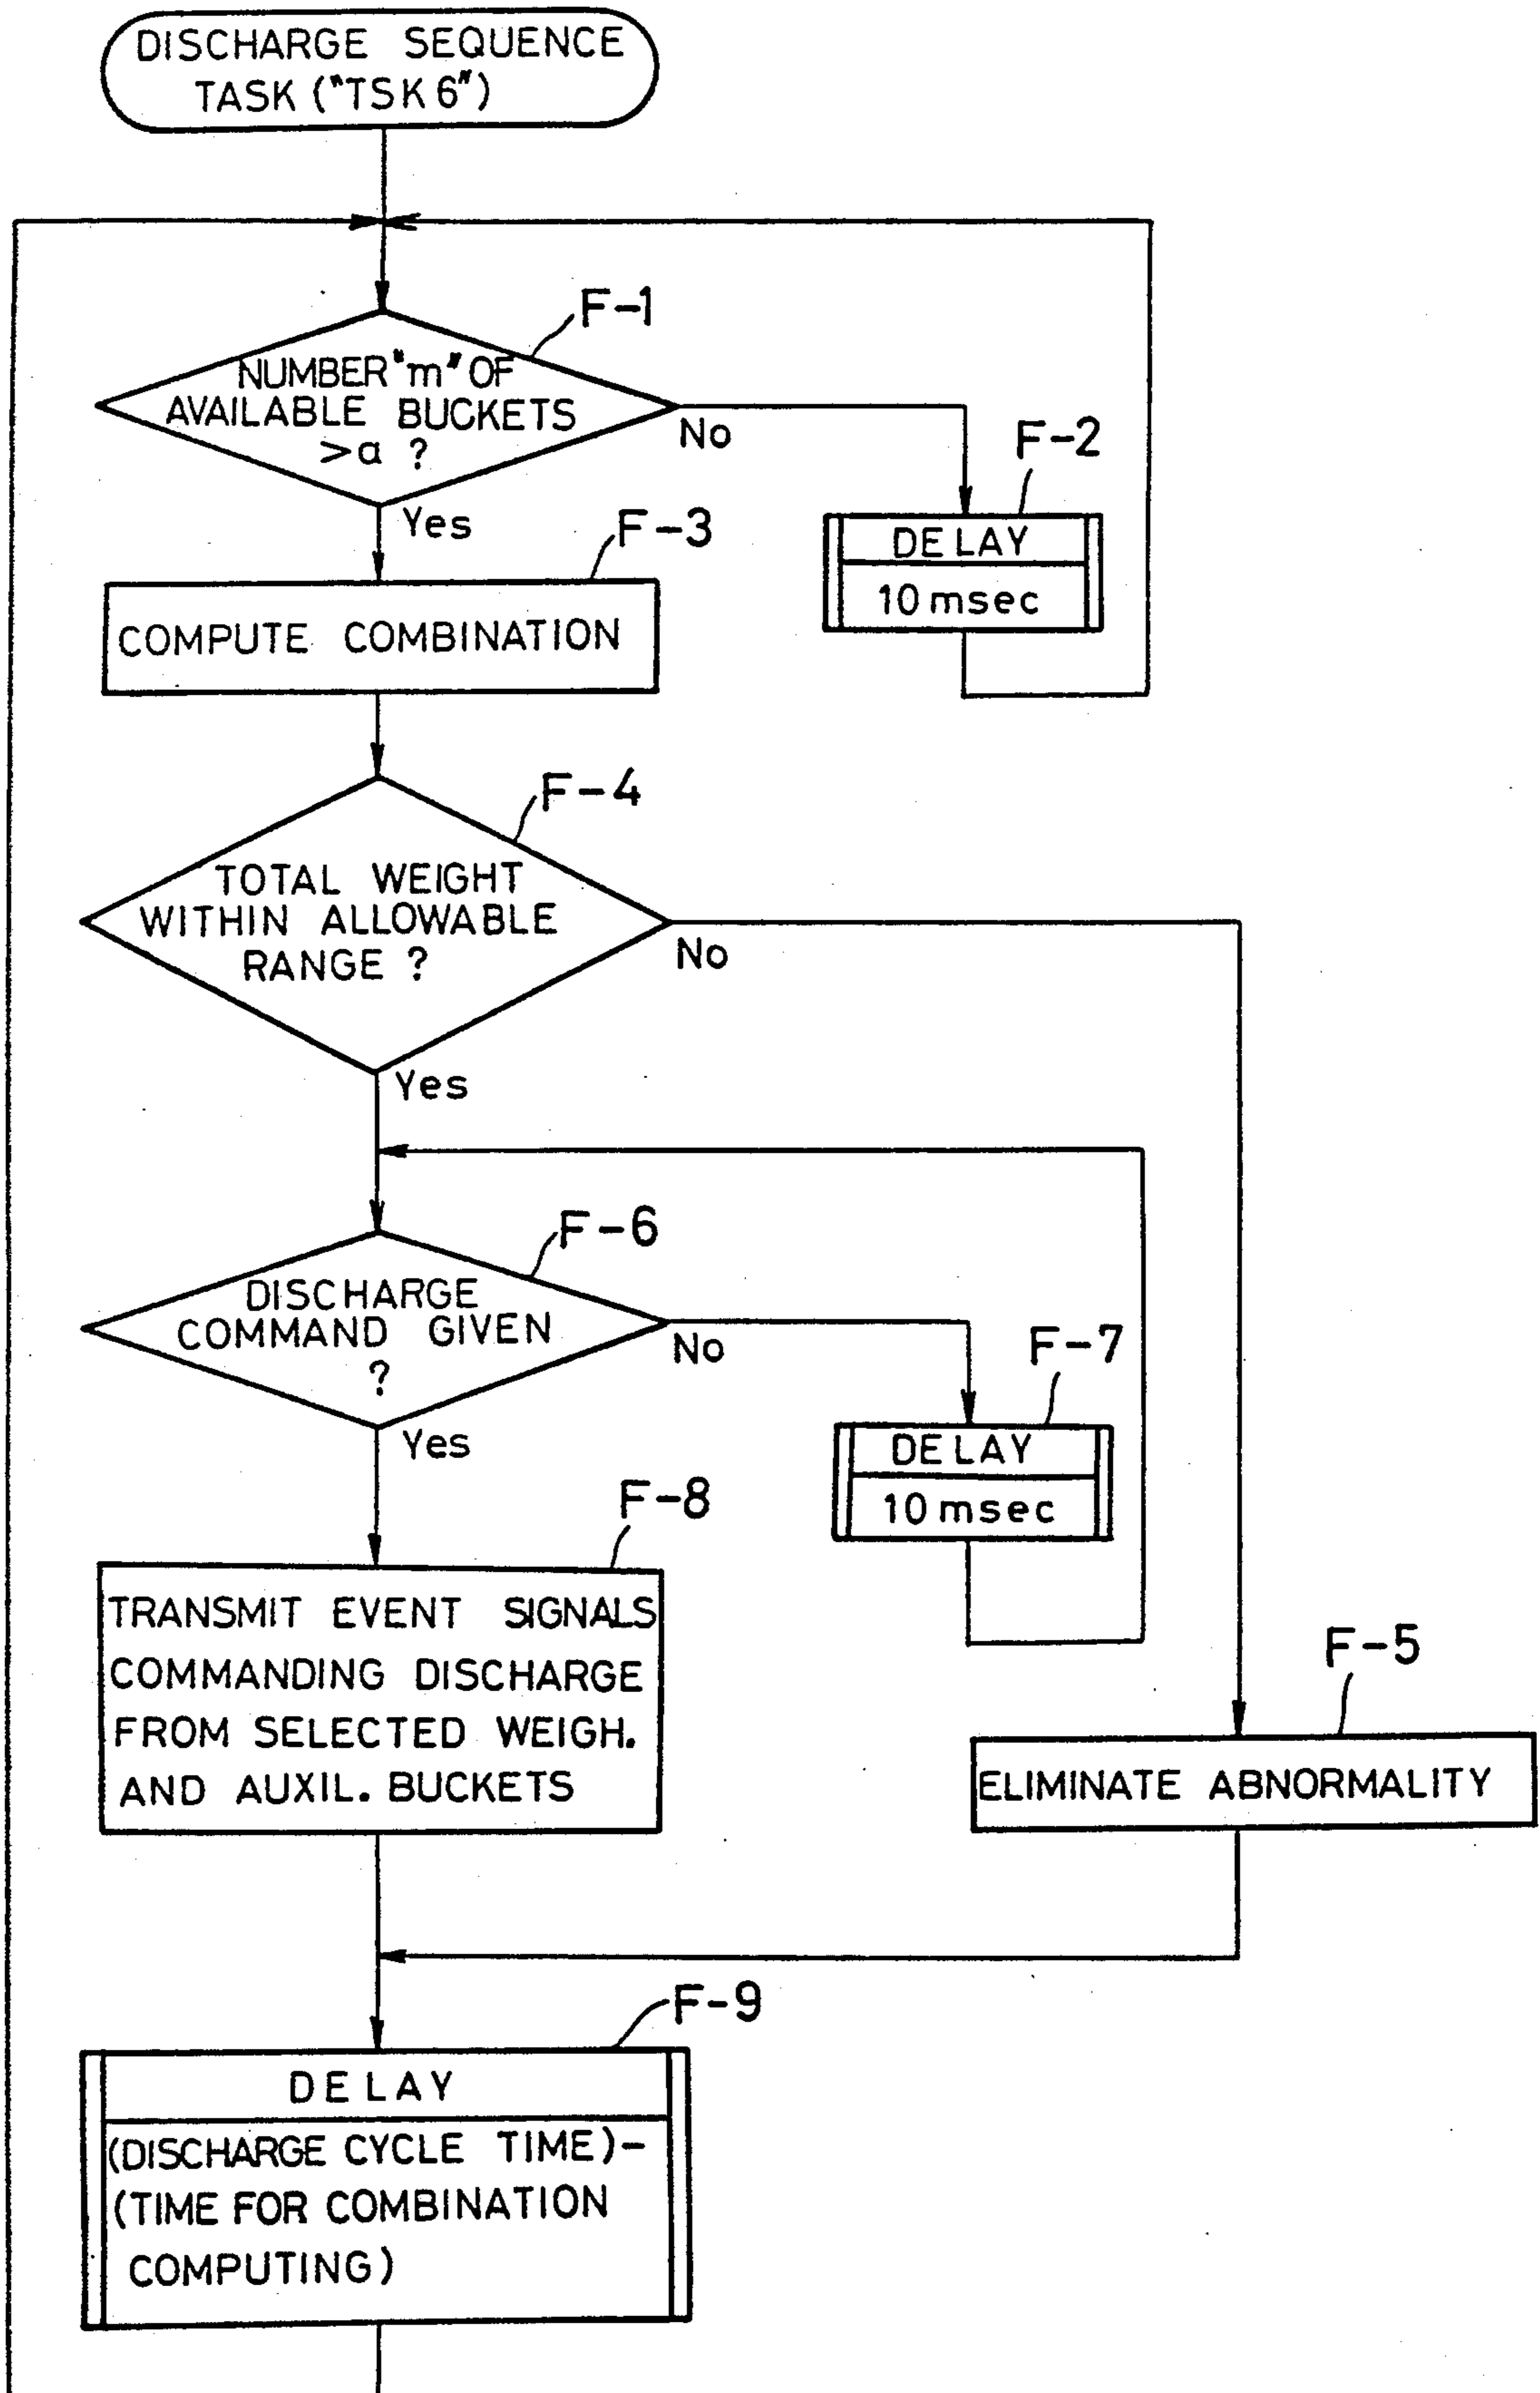 DISCHARGE SEQUENCE
TASK ("TSK 6")
F-1
NUMBER "m" OF
AVAILABLE BUCKETS
>a ?
No
Yes
F-2
DELAY
10 msec
F-3
COMPUTE COMBINATION
F-4
TOTAL WEIGHT
WITHIN ALLOWABLE
RANGE ?
No
Yes
F-6
DISCHARGE
COMMAND GIVEN
?
No
Yes
F-7
DELAY
10 msec
F-8
TRANSMIT EVENT SIGNALS
COMMANDING DISCHARGE
FROM SELECTED WEIGH.
AND AUXIL. BUCKETS
F-5
ELIMINATE ABNORMALITY
F-9
DELAY
(DISCHARGE CYCLE TIME)-
(TIME FOR COMBINATION
COMPUTING)